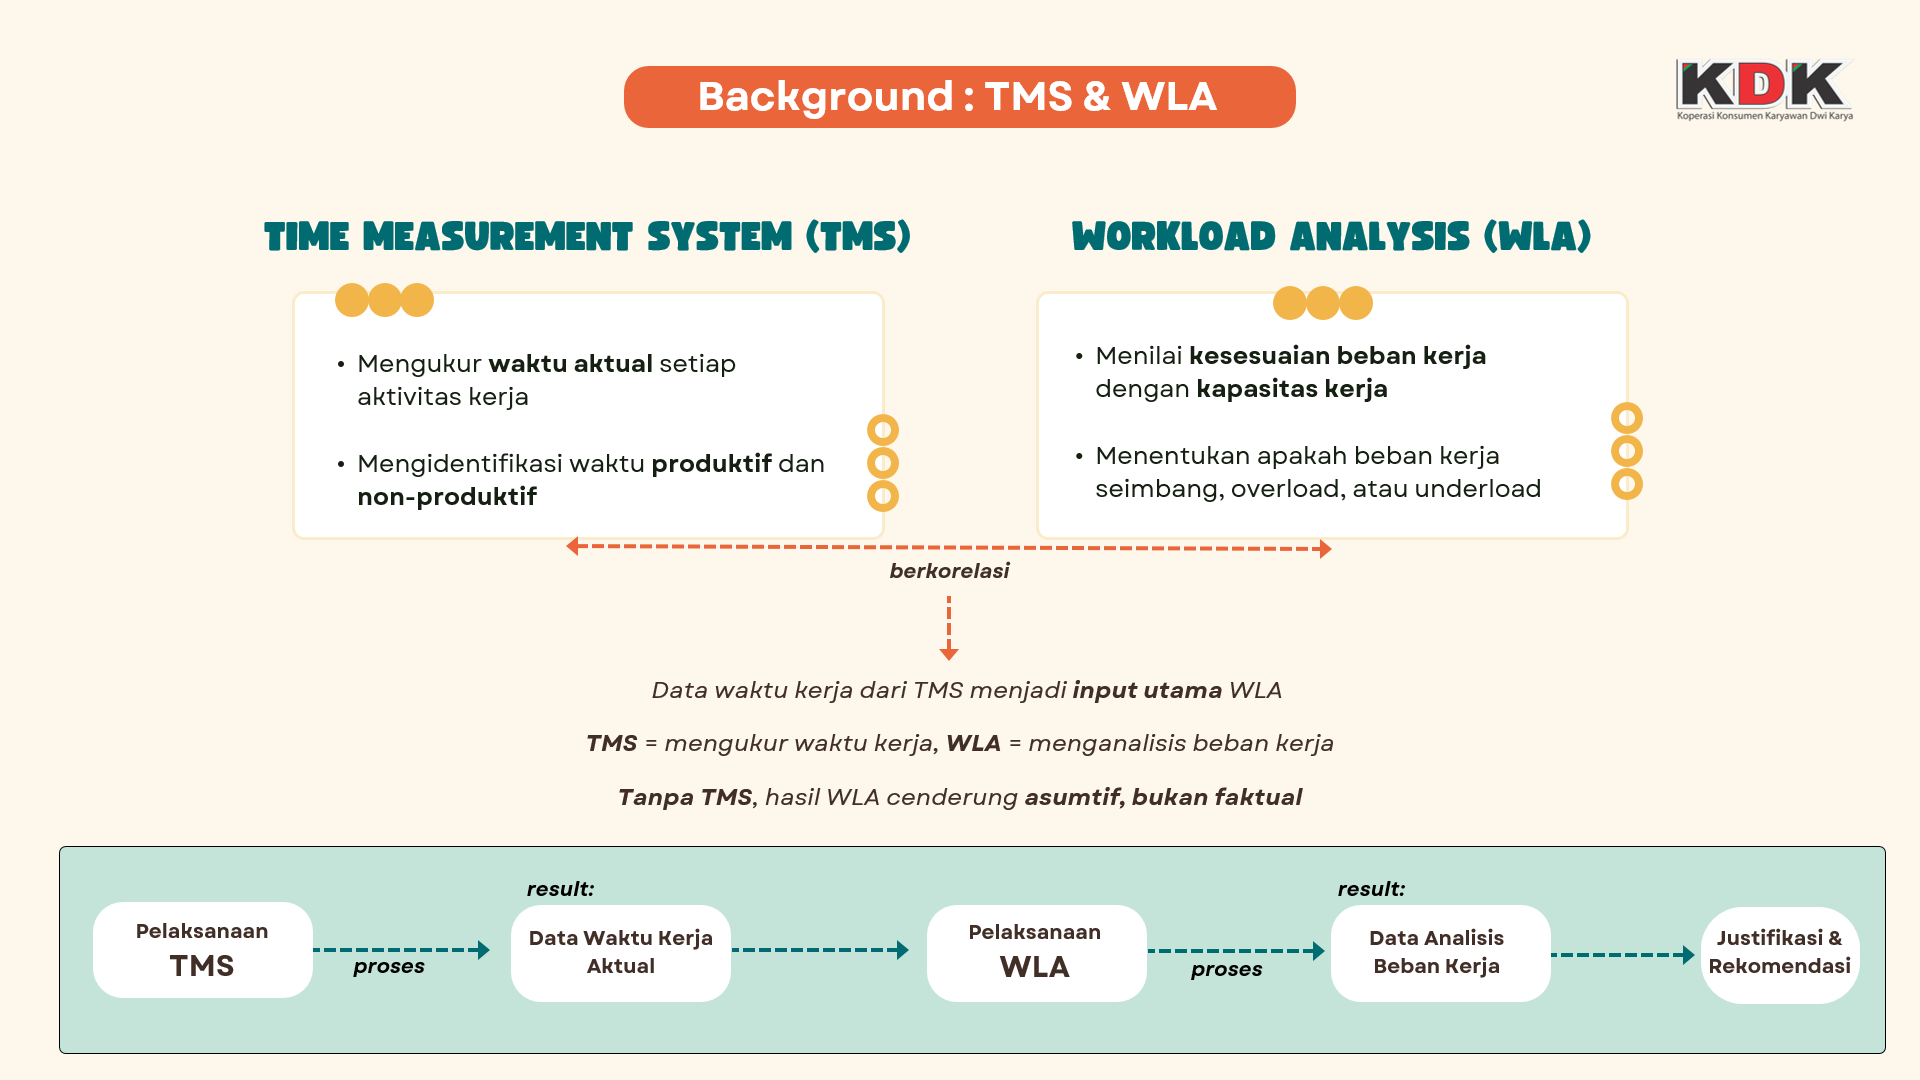 Background : TMS & WLA
KDK
Koperasi Konsumen Karyawan Dwi Karya
TIME MEASUREMENT SYSTEM (TMS)
• Mengukur waktu aktual setiap
aktivitas kerja
• Mengidentifikasi waktu produktif dan
non-produktif
WORKLOAD ANALYSIS (WLA)
• Menilai kesesuaian beban kerja
dengan kapasitas kerja
• Menentukan apakah beban kerja
seimbang, overload, atau underload
berkorelasi
Data waktu kerja dari TMS menjadi input utama WLA
TMS = mengukur waktu kerja, WLA = menganalisis beban kerja
Tanpa TMS, hasil WLA cenderung asumtif, bukan faktual
Pelaksanaan
TMS
proses
result:
Data Waktu Kerja
Aktual
Pelaksanaan
WLA
proses
result:
Data Analisis
Beban Kerja
Justifikasi &
Rekomendasi